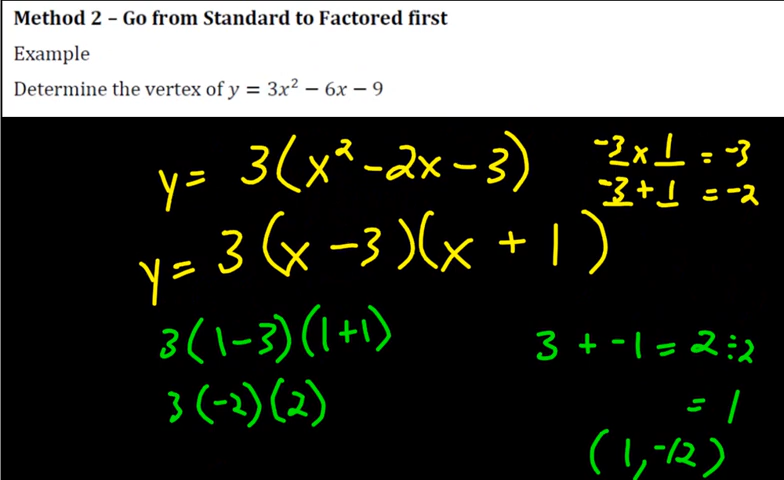 Method 2 – Go from Standard to Factored first
Example
Determine the vertex of y = 3x² − 6x − 9
y = 3(x² - 2x - 3)
-3 x 1 = -3
-3 + 1 = -2
y = 3(x - 3)(x + 1)
3(1-3)(1+1)
3 + -1 = 2 ÷ 2
3(-2)(2)
= 1
(1, -12)